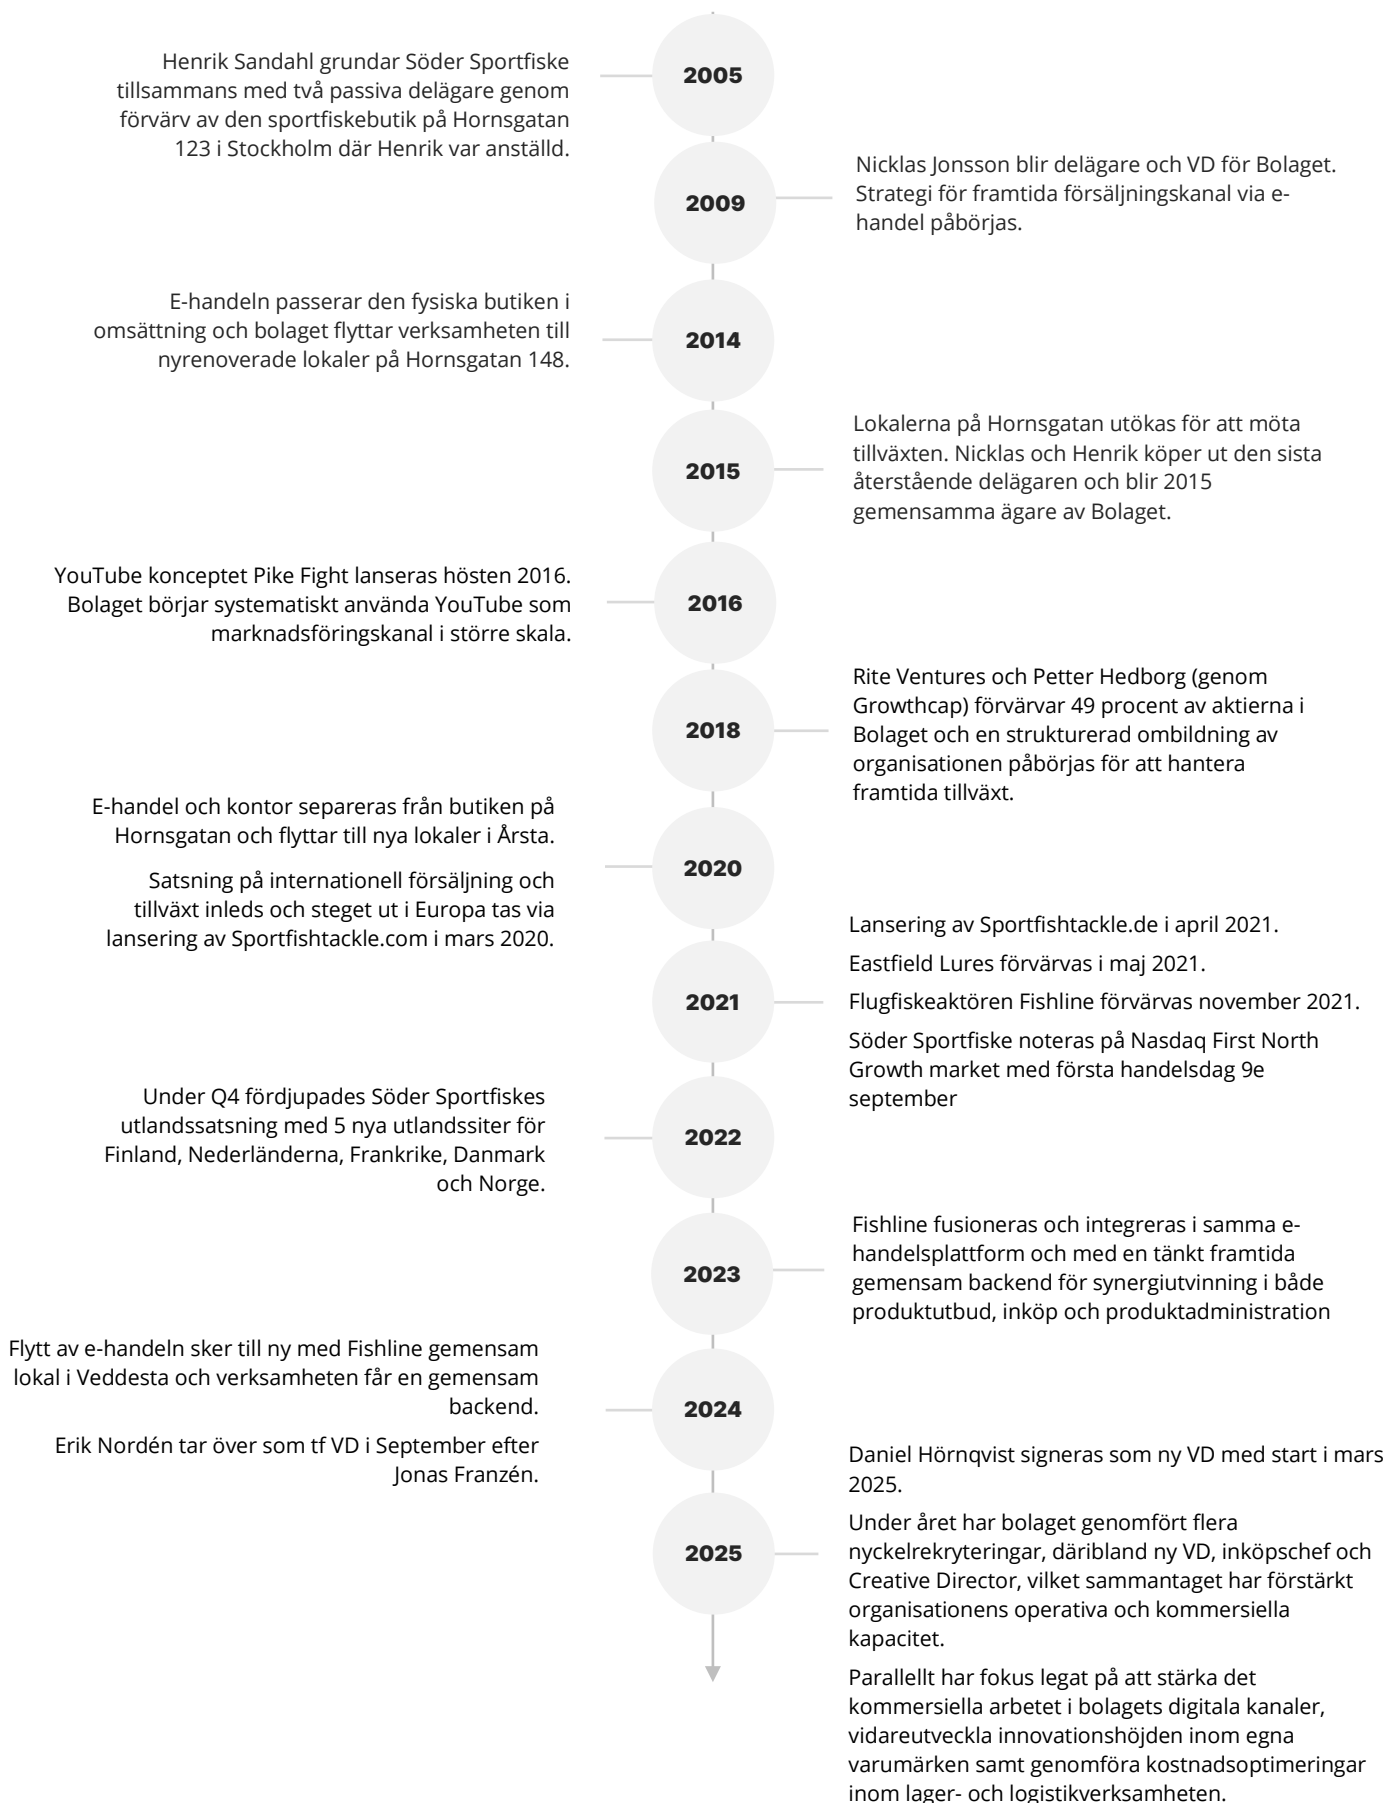 2005
Henrik Sandahl grundar Söder Sportfiske
tillsammans med två passiva delägare genom
förvärv av den sportfiskebutik på Hornsgatan
123 i Stockholm där Henrik var anställd.
2009
Nicklas Jonsson blir delägare och VD för Bolaget.
Strategi för framtida försäljningskanal via e-
handel påbörjas.
2014
E-handeln passerar den fysiska butiken i
omsättning och bolaget flyttar verksamheten till
nyrenoverade lokaler på Hornsgatan 148.
2015
Lokalerna på Hornsgatan utökas för att möta
tillväxten. Nicklas och Henrik köper ut den sista
återstående delägaren och blir 2015
gemensamma ägare av Bolaget.
2016
YouTube konceptet Pike Fight lanseras hösten 2016.
Bolaget börjar systematiskt använda YouTube som
marknadsföringskanal i större skala.
2018
Rite Ventures och Petter Hedborg (genom
Growthcap) förvärvar 49 procent av aktierna i
Bolaget och en strukturerad ombildning av
organisationen påbörjas för att hantera
framtida tillväxt.
2020
E-handel och kontor separeras från butiken på
Hornsgatan och flyttar till nya lokaler i Årsta.
Satsning på internationell försäljning och
tillväxt inleds och steget ut i Europa tas via
lansering av Sportfishtackle.com i mars 2020.
2021
Lansering av Sportfishtackle.de i april 2021.
Eastfield Lures förvärvas i maj 2021.
Flugfiskeaktören Fishline förvärvas november 2021.
Söder Sportfiske noteras på Nasdaq First North
Growth market med första handelsdag 9e
september
2022
Under Q4 fördjupades Söder Sportfiskes
utlandssatsning med 5 nya utlandssiter för
Finland, Nederländerna, Frankrike, Danmark
och Norge.
2023
Fishline fusioneras och integreras i samma e-
handelsplattform och med en tänkt framtida
gemensam backend för synergiutvinning i både
produktutbud, inköp och produktadministration
2024
Flytt av e-handeln sker till ny med Fishline gemensam
lokal i Veddesta och verksamheten får en gemensam
backend.
Erik Nordén tar över som tf VD i September efter
Jonas Franzén.
2025
Daniel Hörnqvist signeras som ny VD med start i mars
2025.
Under året har bolaget genomfört flera
nyckelrekryteringar, däribland ny VD, inköpschef och
Creative Director, vilket sammantaget har förstärkt
organisationens operativa och kommersiella
kapacitet.
Parallellt har fokus legat på att stärka det
kommersiella arbetet i bolagets digitala kanaler,
vidareutveckla innovationshöjden inom egna
varumärken samt genomföra kostnadsoptimeringar
inom lager- och logistikverksamheten.